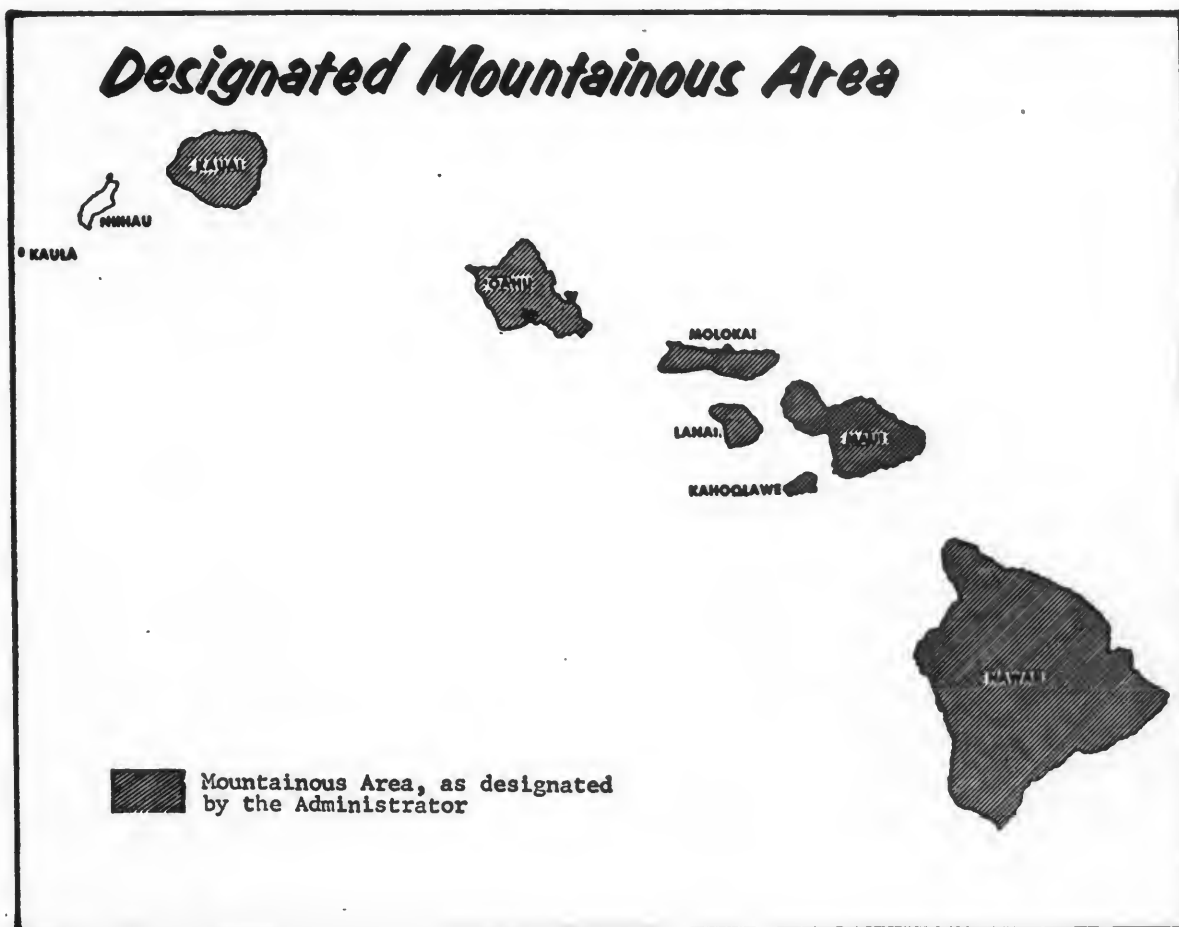 Designated Mountainous Area
KAUAI
NIIHAU
KAULA
OAHU
MOLOKAI
LANAI.
MAUI
KAHOOLAWE
HAWAII
Mountainous Area, as designated
by the Administrator